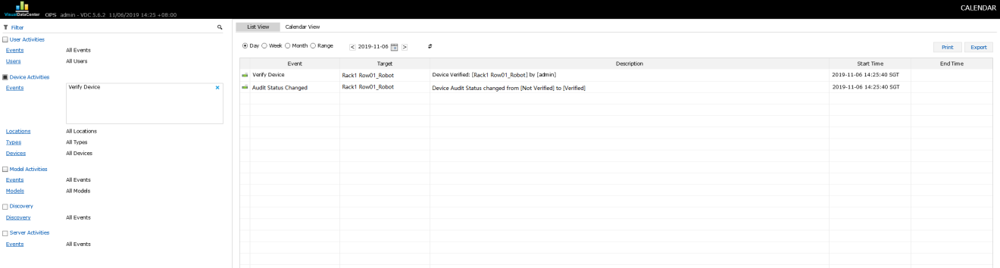 VisualDataCenter OPS admin - VDC 5.6.2 11/06/2019 14:25 +08:00
CALENDAR
Filter
User Activities
Events All Events
Users All Users
Device Activities
Events Verify Device
Locations All Locations
Types All Types
Devices All Devices
Model Activities
Events All Events
Models All Models
Discovery
Discovery All Events
Server Activities
Events All Events
List View Calendar View
Day Week Month Range < 2019-11-06 >
Print Export
Event Target Description Start Time End Time
Verify Device Rack1 Row01_Robot Device Verified: [Rack1 Row01_Robot] by [admin] 2019-11-06 14:25:40 SGT
Audit Status Changed Rack1 Row01_Robot Device Audit Status changed from [Not Verified] to [Verified] 2019-11-06 14:25:40 SGT